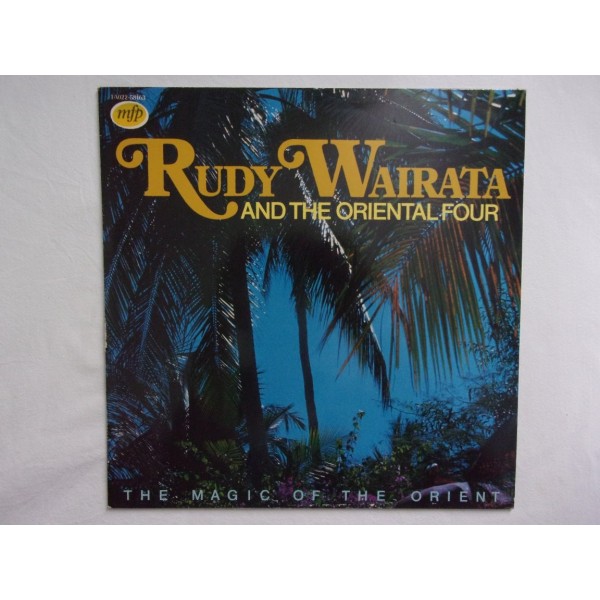 mfp
RUDY WAIRATA
AND THE ORIENTAL FOUR
THE MAGIC OF THE ORIENT